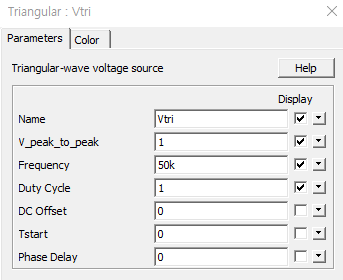 Triangular : Vtri
Parameters Color
Triangular-wave voltage source Help
Display
Name Vtri
V_peak_to_peak 1
Frequency 50k
Duty Cycle 1
DC Offset 0
Tstart 0
Phase Delay 0